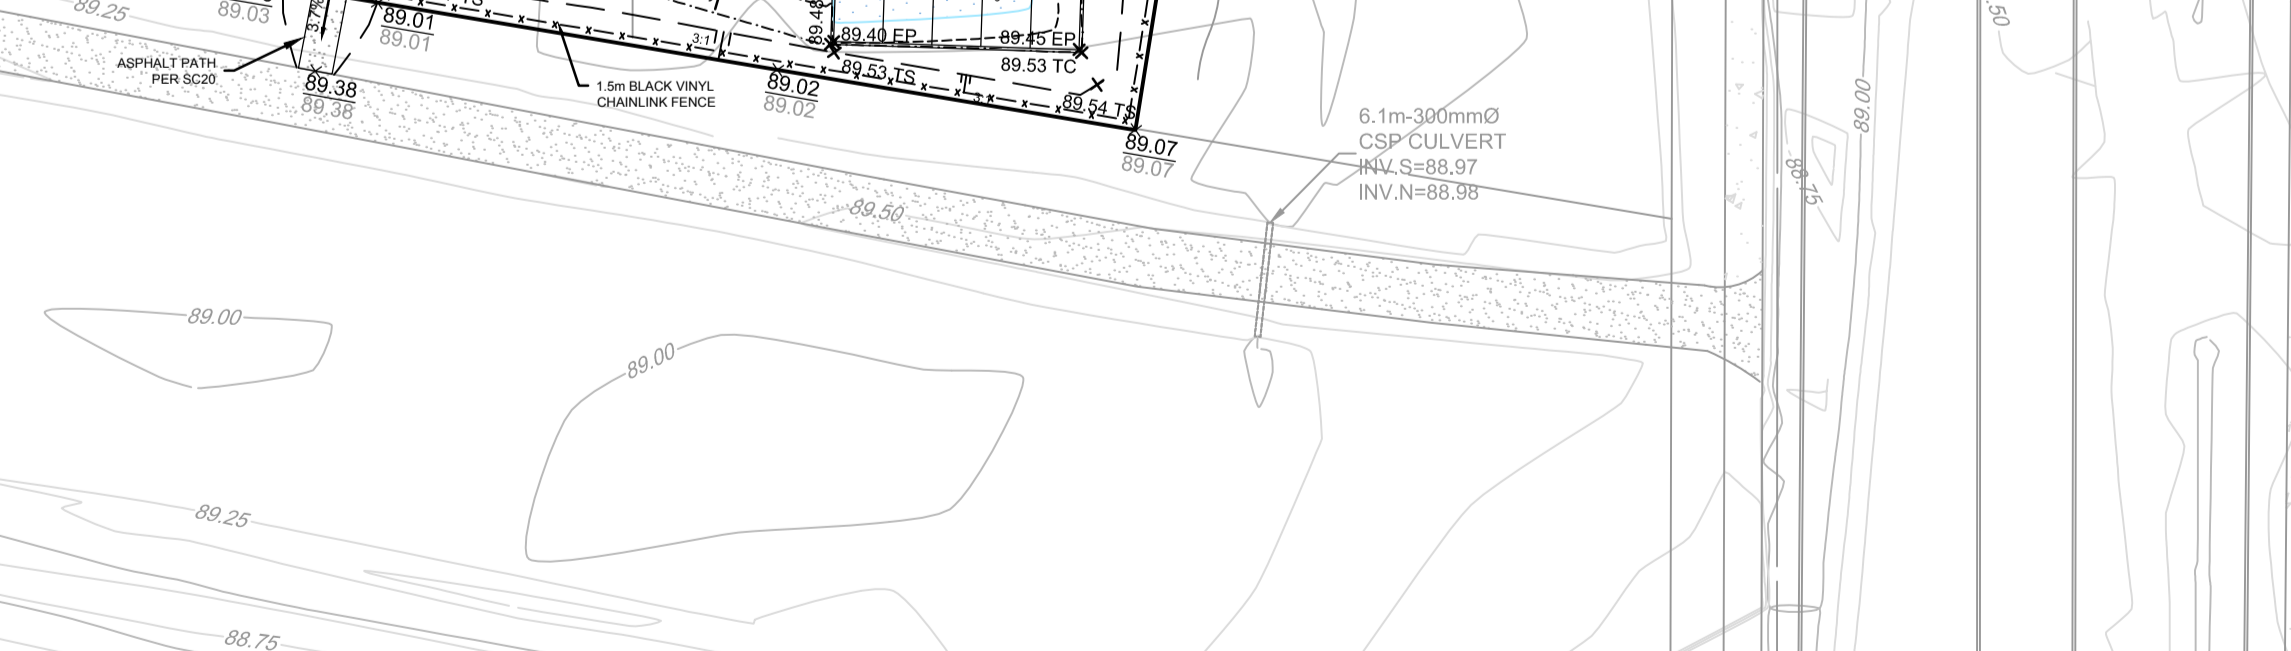 89.25
89.03
3.7%
89.01
89.01
TS
ASPHALT PATH
PER SC20
89.38
89.38
1.5m BLACK VINYL
CHAINLINK FENCE
3:1
89.48
89.40 EP
89.45 EP
89.53 TS
89.53 TC
89.02
89.02
89.54 TS
89.07
89.07
6.1m-300mmØ
CSP CULVERT
INV.S=88.97
INV.N=88.98
89.50
89.00
88.75
.50
89.00
89.00
89.25
88.75